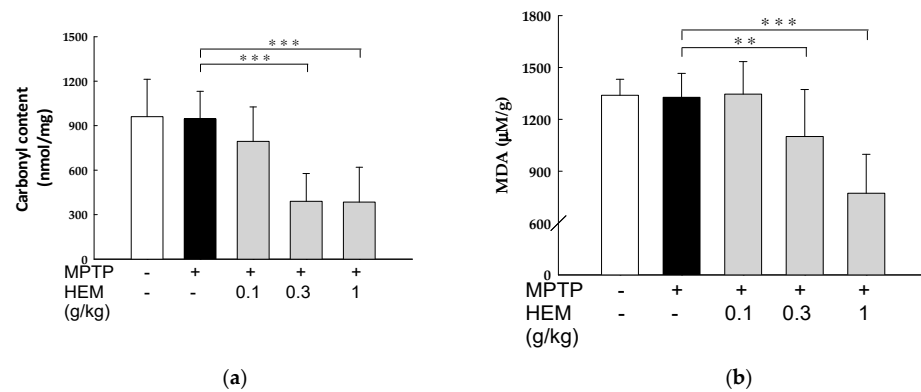 1500
1200
900
600
300
0
Carbonyl content
(nmol/mg)
***
***
MPTP - + + + +
HEM - - 0.1 0.3 1
(g/kg)
(a)
1800
1500
1200
900
600
0
MDA (μM/g)
***
**
MPTP - + + + +
HEM - - 0.1 0.3 1
(g/kg)
(b)